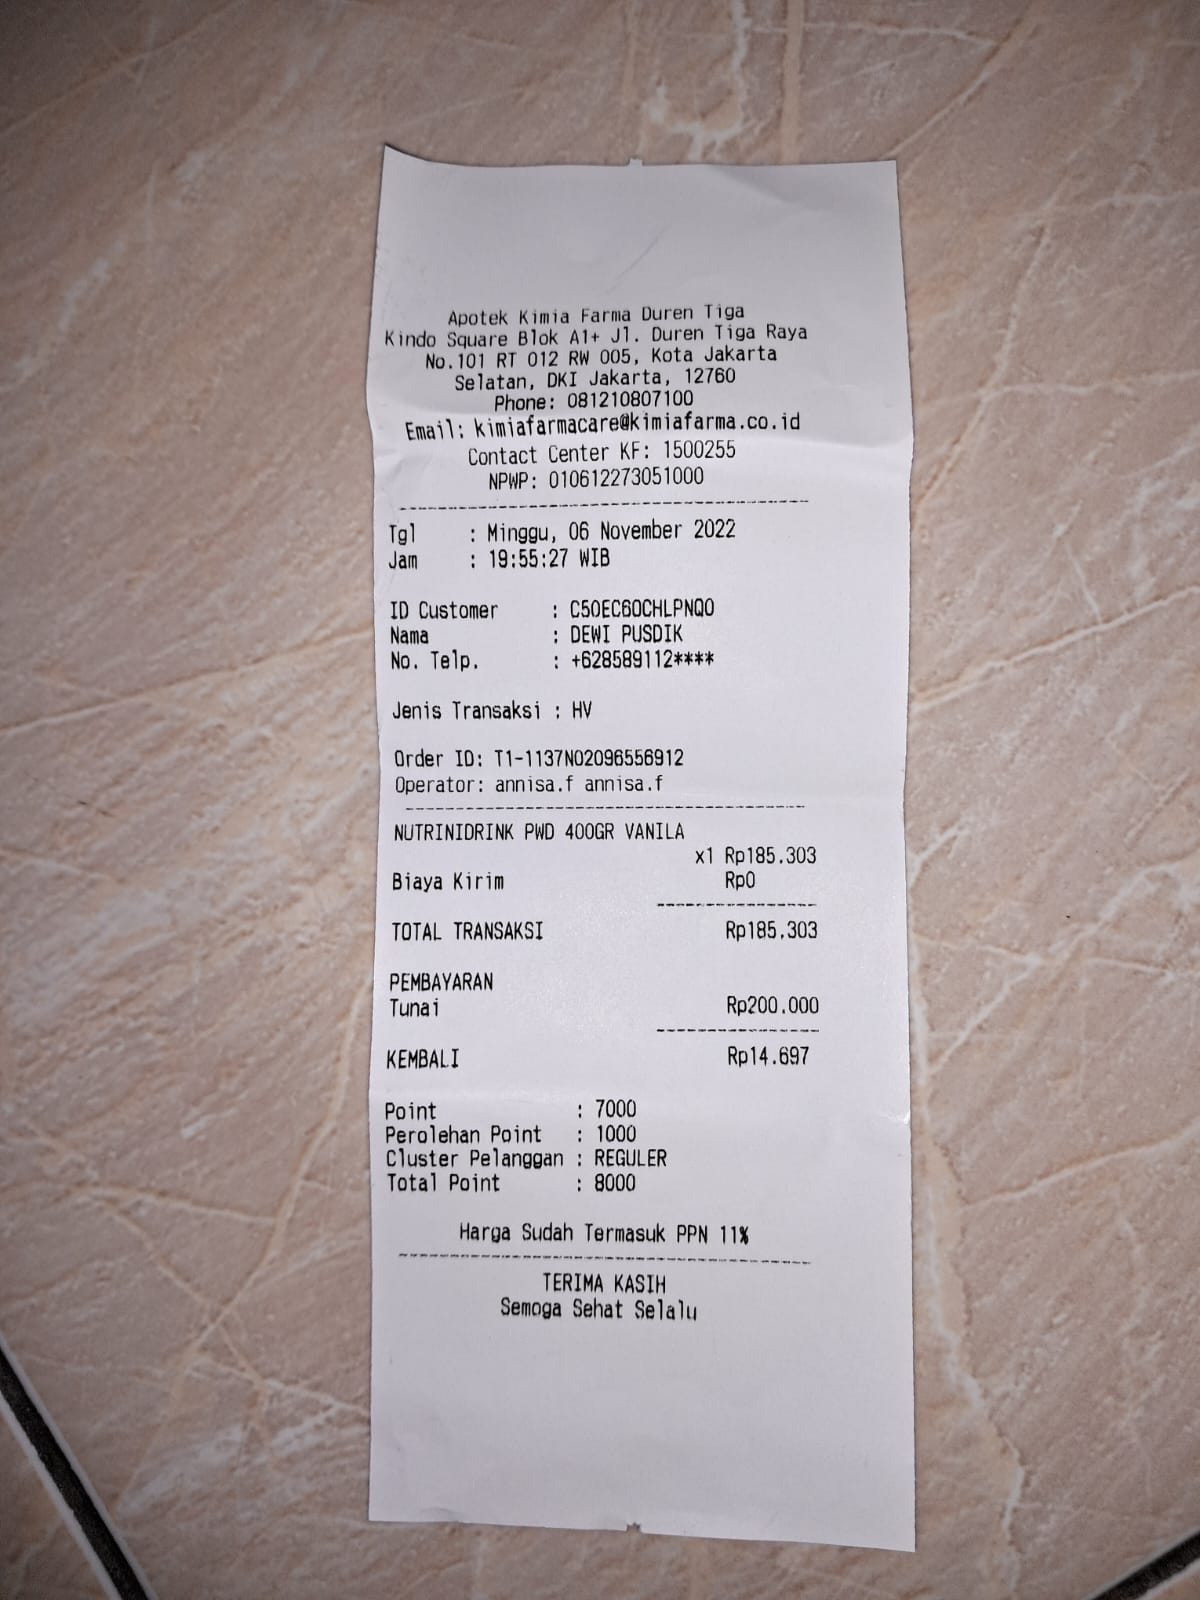 Apotek Kimia Farma Duren Tiga
Kindo Square Blok A1+ Jl. Duren Tiga Raya
No.101 RT 012 RW 005, Kota Jakarta
Selatan, DKI Jakarta, 12760
Phone: 081210807100
Email: kimiafarmacare@kimiafarma.co.id
Contact Center KF: 1500255
NPWP: 010612273051000
Tgl : Minggu, 06 November 2022
Jam : 19:55:27 WIB
ID Customer : C50EC60CHLPNQ0
Nama : DEWI PUSDIK
No. Telp. : +628589112****
Jenis Transaksi : HV
Order ID: T1-1137N02096556912
Operator: annisa.f annisa.f
NUTRINIDRINK PWD 400GR VANILA
x1 Rp185.303
Biaya Kirim Rp0
TOTAL TRANSAKSI Rp185.303
PEMBAYARAN
Tunai Rp200.000
KEMBALI Rp14.697
Point : 7000
Perolehan Point : 1000
Cluster Pelanggan : REGULER
Total Point : 8000
Harga Sudah Termasuk PPN 11%
TERIMA KASIH
Semoga Sehat Selalu